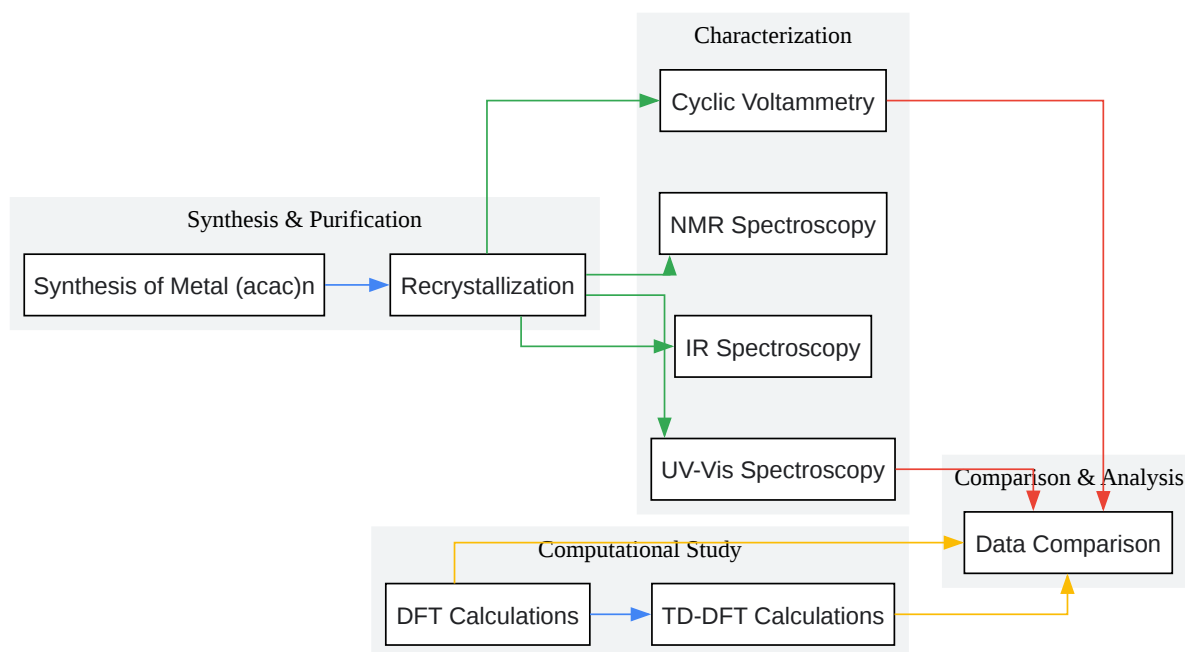 Characterization
Cyclic Voltammetry
NMR Spectroscopy
Synthesis & Purification
Synthesis of Metal (acac)n
Recrystallization
IR Spectroscopy
UV-Vis Spectroscopy
Comparison & Analysis
Data Comparison
Computational Study
DFT Calculations
TD-DFT Calculations